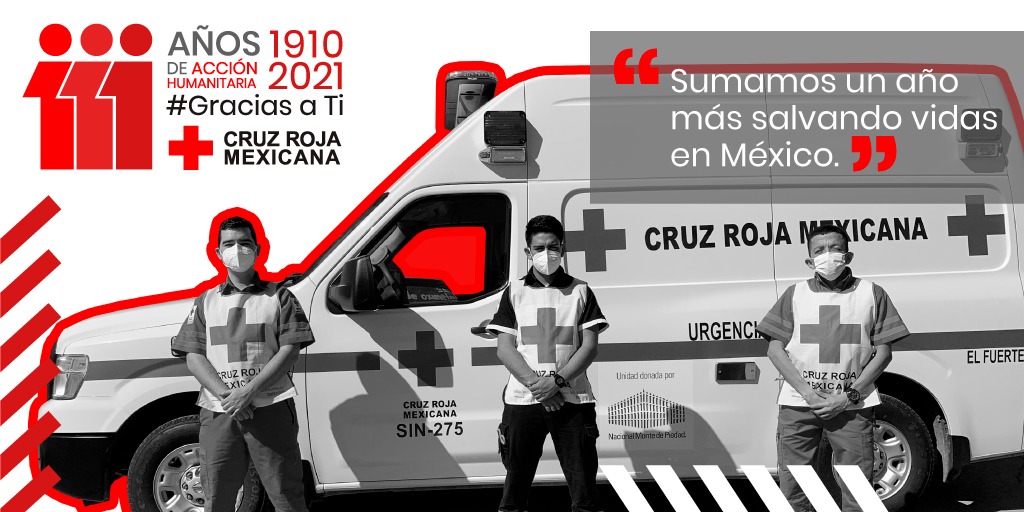 AÑOS 1910
DE ACCIÓN
HUMANITARIA 2021
#Gracias a Ti
CRUZ ROJA
MEXICANA
“Sumamos un año
más salvando vidas
en México.”
CRUZ ROJA MEXICANA
URGENCI
EL FUERTE
CRUZ ROJA
MEXICANA
SIN-275
Unidad donada por
Nacional Monte de Piedad.
CRUZ ROJA
MEXICANA
CRUZ ROJA
CRUZ ROJA